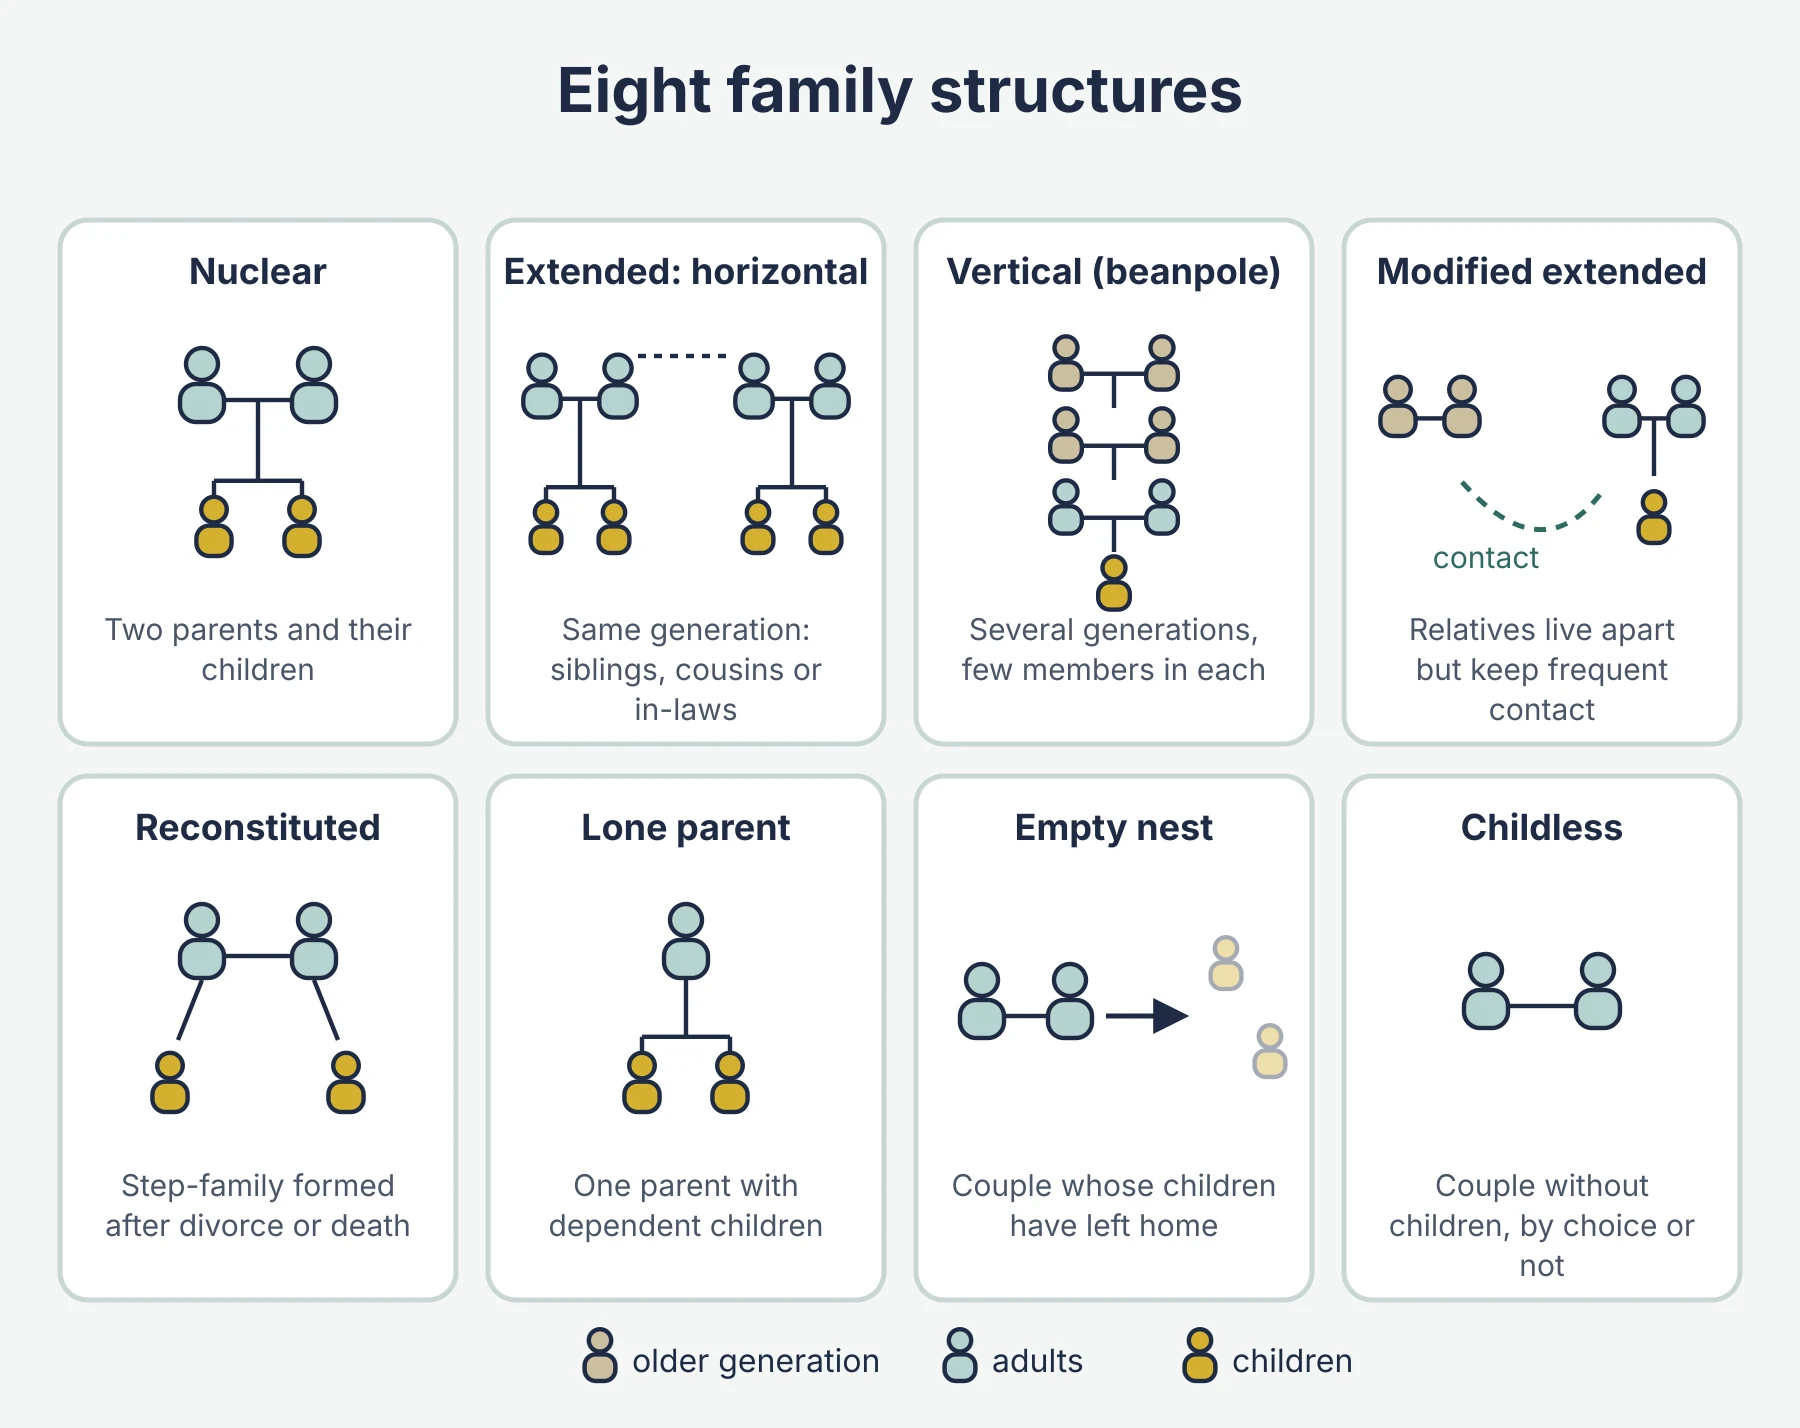 Eight family structures
Nuclear
Two parents and their
children
Extended: horizontal
Same generation:
siblings, cousins or
in-laws
Vertical (beanpole)
Several generations,
few members in each
Modified extended
contact
Relatives live apart
but keep frequent
contact
Reconstituted
Step-family formed
after divorce or death
Lone parent
One parent with
dependent children
Empty nest
Couple whose children
have left home
Childless
Couple without
children, by choice or
not
older generation
adults
children